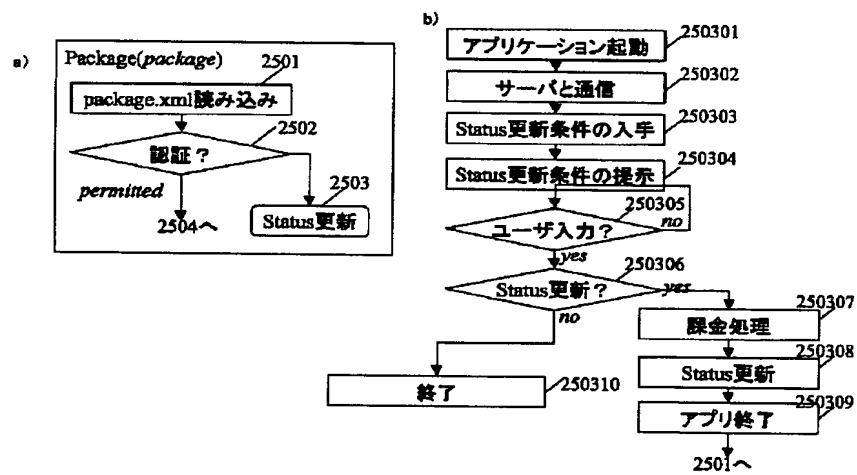 a)
Package(package)
2501
package.xml読み込み
2502
認証？
permitted
2503
2504へ
Status更新
b)
アプリケーション起動
250301
サーバと通信
250302
Status更新条件の入手
250303
Status更新条件の提示
250304
ユーザ入力？
250305
no
yes
Status更新？
250306
yes
no
課金処理
250307
Status更新
250308
終了
250310
アプリ終了
250309
2501へ